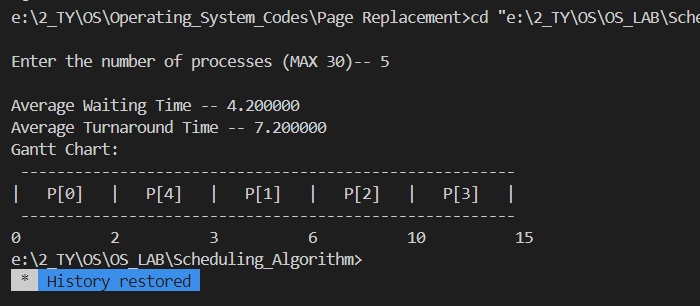 e:\2_TY\OS\Operating_System_Codes\Page Replacement>cd "e:\2_TY\OS\OS_LAB\Sche
Enter the number of processes (MAX 30)-- 5
Average Waiting Time -- 4.200000
Average Turnaround Time -- 7.200000
Gantt Chart:
--------------------------------------------------
|   P[0]   |   P[4]   |   P[1]   |   P[2]   |   P[3]   |
--------------------------------------------------
0         2         3         6         10         15
e:\2_TY\OS\OS_LAB\Scheduling_Algorithm>
* History restored